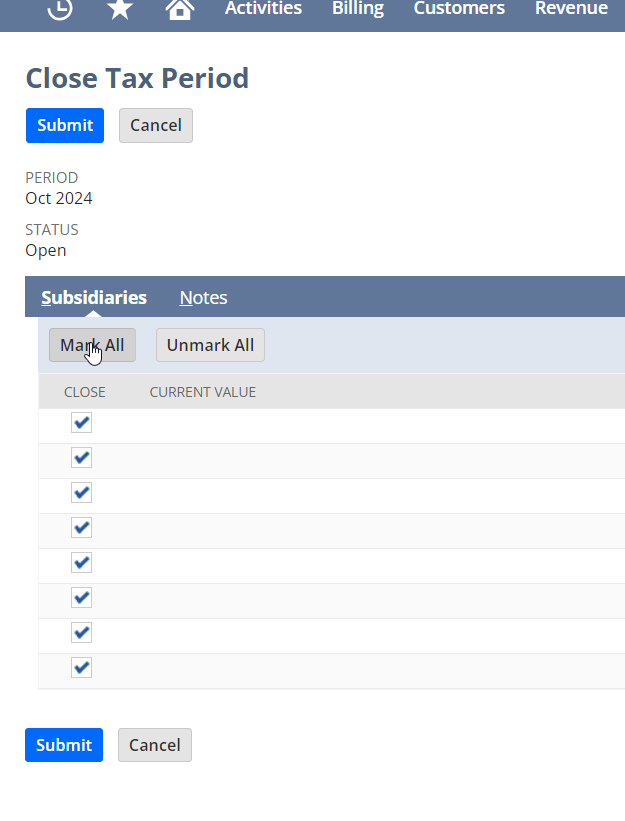 Activities Billing Customers Revenue
Close Tax Period
Submit Cancel
PERIOD
Oct 2024
STATUS
Open
Subsidiaries Notes
Mark All Unmark All
CLOSE CURRENT VALUE
Submit Cancel